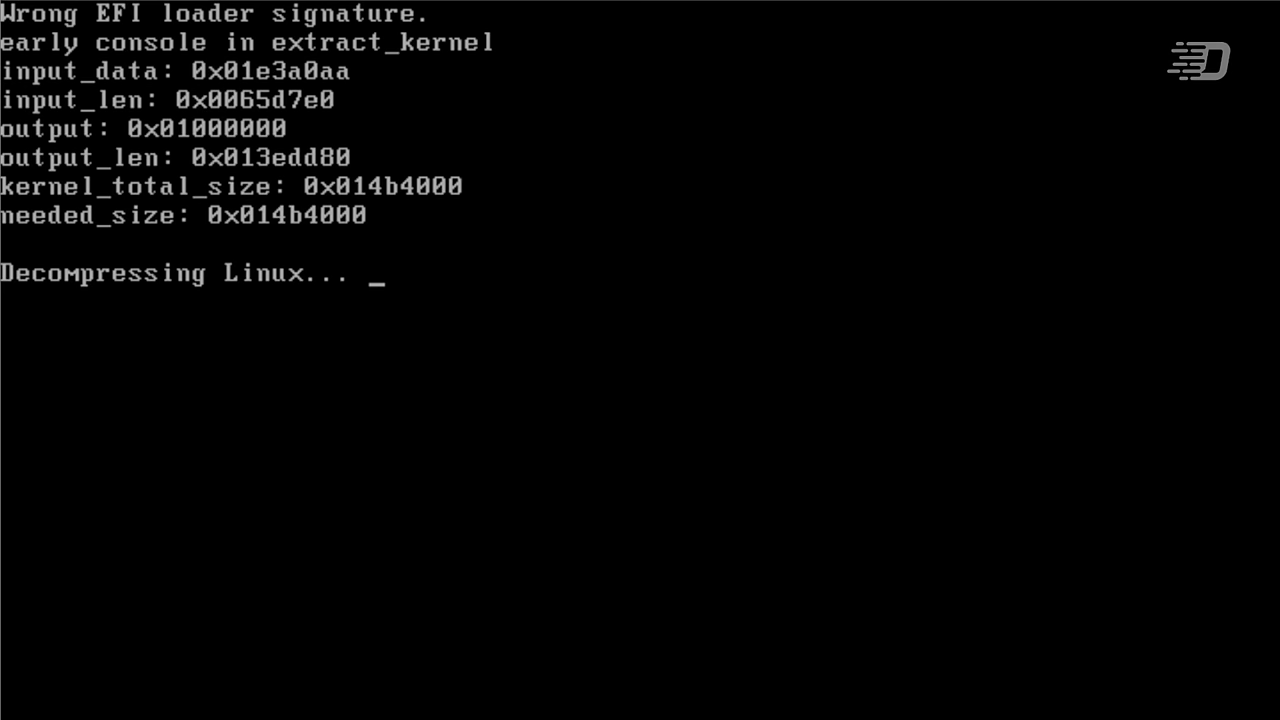 Wrong EFI loader signature.
early console in extract_kernel
input_data: 0x01e3a0aa
input_len: 0x0065d7e0
output: 0x01000000
output_len: 0x013edd80
kernel_total_size: 0x014b4000
needed_size: 0x014b4000
Decompressing Linux... _
D